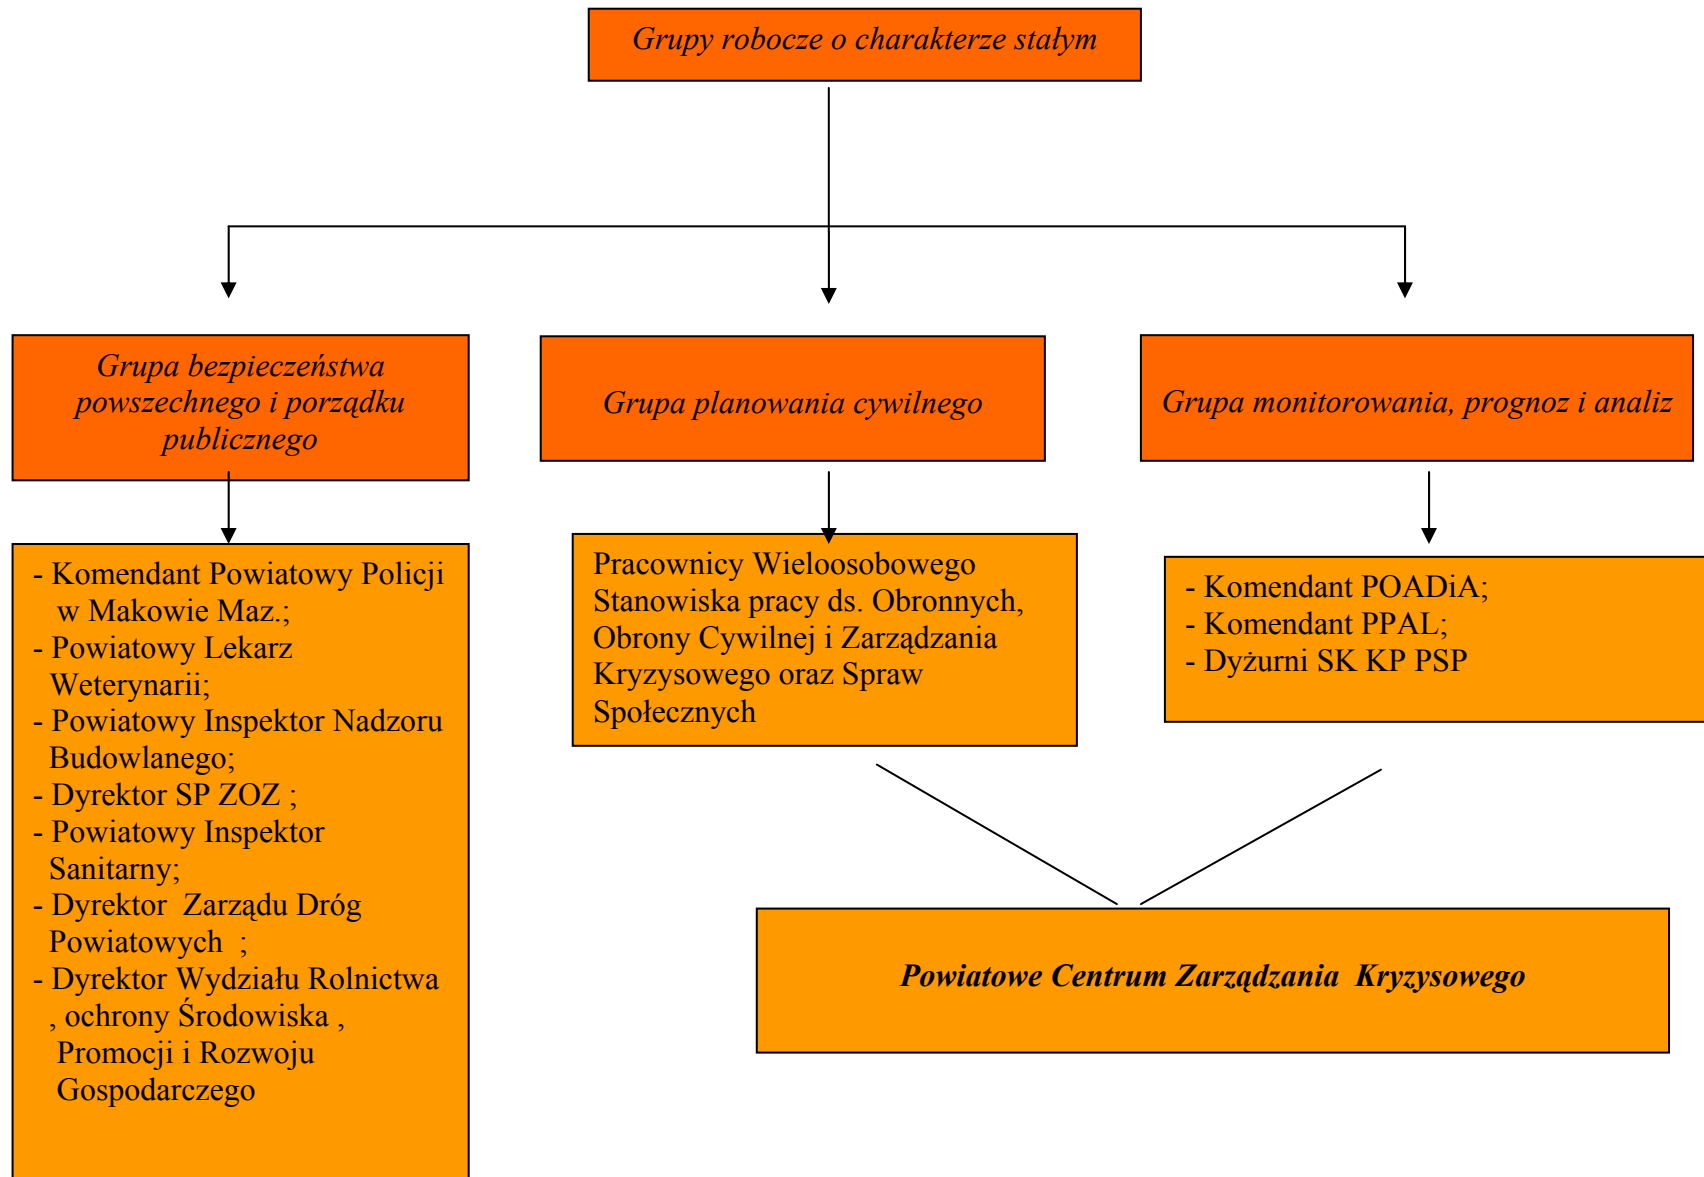 Grupy robocze o charakterze stałym
Grupa bezpieczeństwa
powszechnego i porządku
publicznego
Grupa planowania cywilnego
Grupa monitorowania, prognoz i analiz
- Komendant Powiatowy Policji
w Makowie Maz.;
- Powiatowy Lekarz
Weterynarii;
- Powiatowy Inspektor Nadzoru
Budowlanego;
- Dyrektor SP ZOZ ;
- Powiatowy Inspektor
Sanitarny;
- Dyrektor  Zarządu Dróg
Powiatowych  ;
- Dyrektor Wydziału Rolnictwa
, ochrony Środowiska ,
Promocji i Rozwoju
Gospodarczego
Pracownicy Wieloosobowego
Stanowiska pracy ds. Obronnych,
Obrony Cywilnej i Zarządzania
Kryzysowego oraz Spraw
Społecznych
- Komendant POADiA;
- Komendant PPAL;
- Dyżurni SK KP PSP
Powiatowe Centrum Zarządzania  Kryzysowego